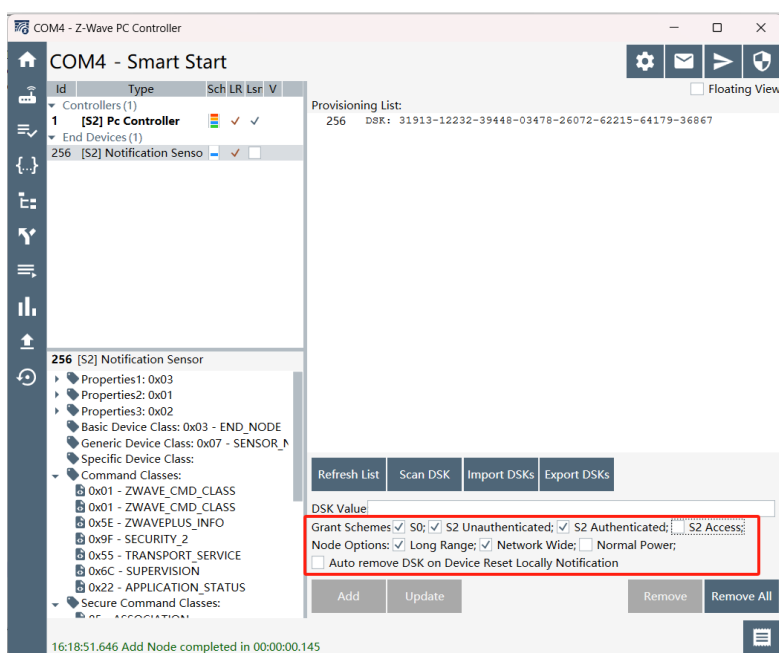 COM4 - Z-Wave PC Controller
COM4 - Smart Start
Floating View
Id Type Sch LR Lsr V
Controllers (1)
1 [S2] Pc Controller
End Devices (1)
256 [S2] Notification Senso
Provisioning List:
256 DSK: 31913-12232-39448-03478-26072-62215-64179-36867
256 [S2] Notification Sensor
Properties1: 0x03
Properties2: 0x01
Properties3: 0x02
Basic Device Class: 0x03 - END_NODE
Generic Device Class: 0x07 - SENSOR_N
Specific Device Class:
Command Classes:
0x01 - ZWAVE_CMD_CLASS
0x01 - ZWAVE_CMD_CLASS
0x5E - ZWAVEPLUS_INFO
0x9F - SECURITY_2
0x55 - TRANSPORT_SERVICE
0x6C - SUPERVISION
0x22 - APPLICATION_STATUS
Secure Command Classes:
Refresh List Scan DSK Import DSKs Export DSKs
DSK Value
Grant Schemes S0; S2 Unauthenticated; S2 Authenticated; S2 Access;
Node Options: Long Range; Network Wide; Normal Power;
Auto remove DSK on Device Reset Locally Notification
Add Update Remove Remove All
16:18:51.646 Add Node completed in 00:00:00.145